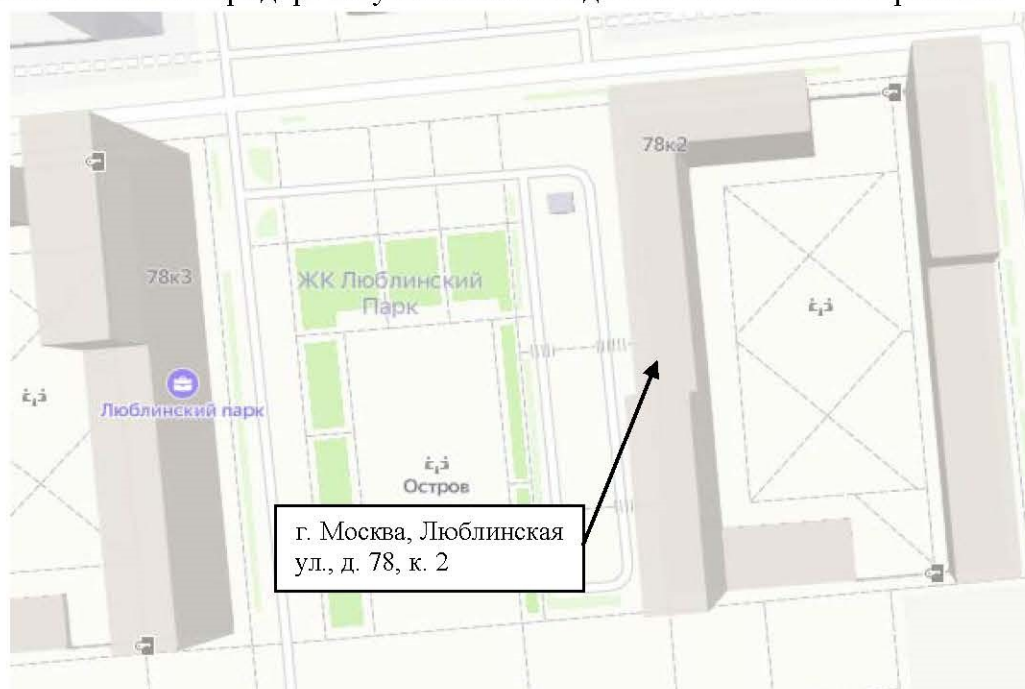 78к2
78к3
ЖК Люблинский
Парк
Люблинский парк
Остров
г. Москва, Люблинская
ул., д. 78, к. 2